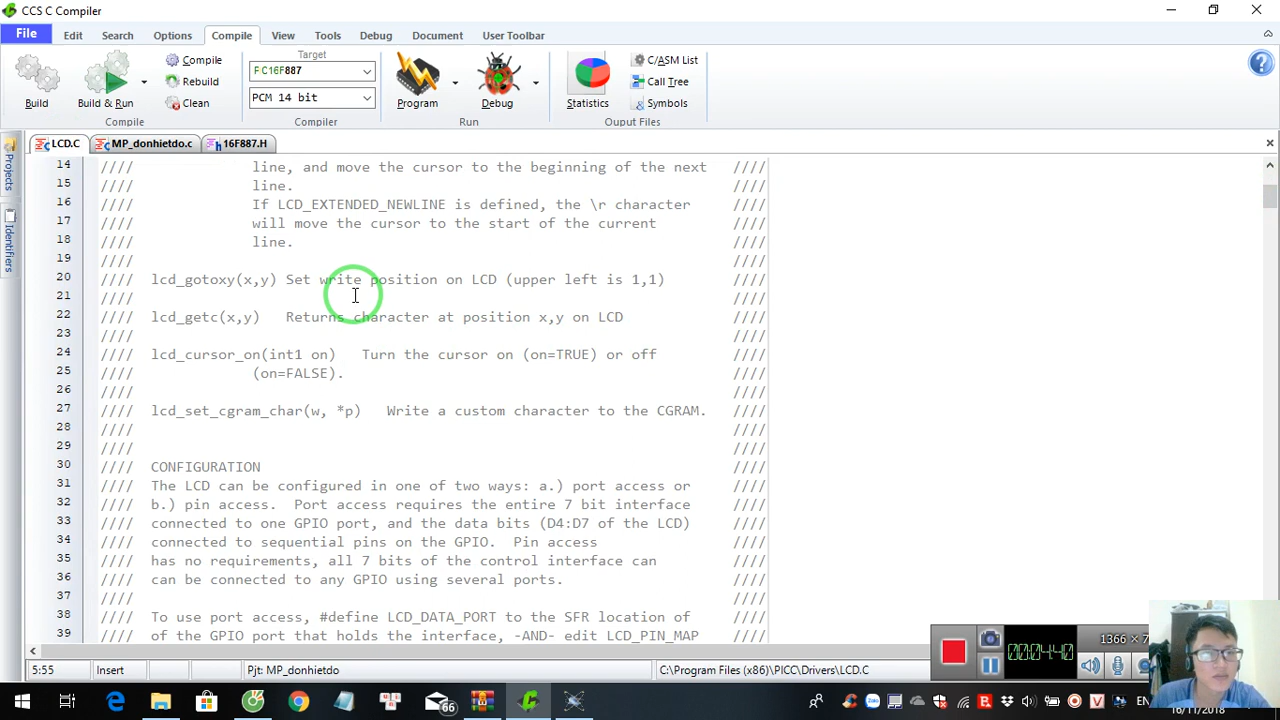 CCS C Compiler
File Edit Search Options Compile View Tools Debug Document User Toolbar
Build
Build & Run
Compile
Rebuild
Clean
Compile
Target
PCM 14 bit
Compiler
Program
Debug
Run
Statistics
C/ASM List
Call Tree
Symbols
Ouput Files
LCD.C MP_donhietdo.c 16F887.H
Projects
Identifiers
14 //// line, and move the cursor to the beginning of the next ////
15 //// line. ////
16 //// If LCD_EXTENDED_NEWLINE is defined, the \r character ////
17 //// will move the cursor to the start of the current ////
18 //// line. ////
19 //// ////
20 //// lcd_gotoxy(x,y) Set write position on LCD (upper left is 1,1) ////
21 //// ////
22 //// lcd_getc(x,y) Returns character at position x,y on LCD ////
23 //// ////
24 //// lcd_cursor_on(int1 on) Turn the cursor on (on=TRUE) or off ////
25 //// (on=FALSE). ////
26 //// ////
27 //// lcd_set_cgram_char(w, *p) Write a custom character to the CGRAM. ////
28 //// ////
29 //// ////
30 //// CONFIGURATION ////
31 //// The LCD can be configured in one of two ways: a.) port access or ////
32 //// b.) pin access. Port access requires the entire 7 bit interface ////
33 //// connected to one GPIO port, and the data bits (D4:D7 of the LCD) ////
34 //// connected to sequential pins on the GPIO. Pin access ////
35 //// has no requirements, all 7 bits of the control interface can ////
36 //// can be connected to any GPIO using several ports. ////
37 //// ////
38 //// To use port access, #define LCD_DATA_PORT to the SFR location of ////
39 //// of the GPIO port that holds the interface, -AND- edit LCD_PIN_MAP ////
5:55 Insert Pjt: MP_donhietdo C:\Program Files (x86)\PICC\Drivers\LCD.C
00:04:40
1366 x 7
66
16/11/2018